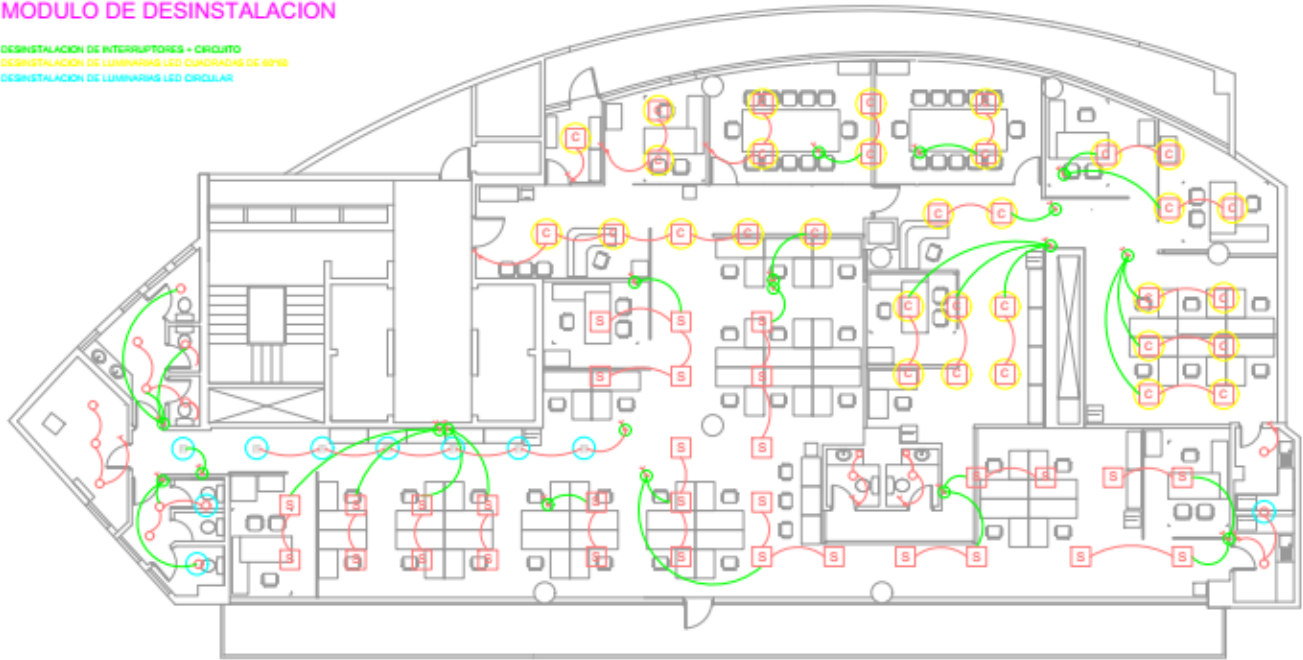 MODULO DE DESINSTALACION
DESINSTALACION DE INTERRUPTORES + CIRCUITO
DESINSTALACION DE LUMINARIAS LED CUADRADAS DE 60*60
DESINSTALACION DE LUMINARIAS LED CIRCULAR
C C C C
C C C C C C
C C C C
C C
C C C C C
C C C C C
S S S
C C
S S S C C C
C
S S
S S S S
S S S S S S S
S S S S S S S S S S S S